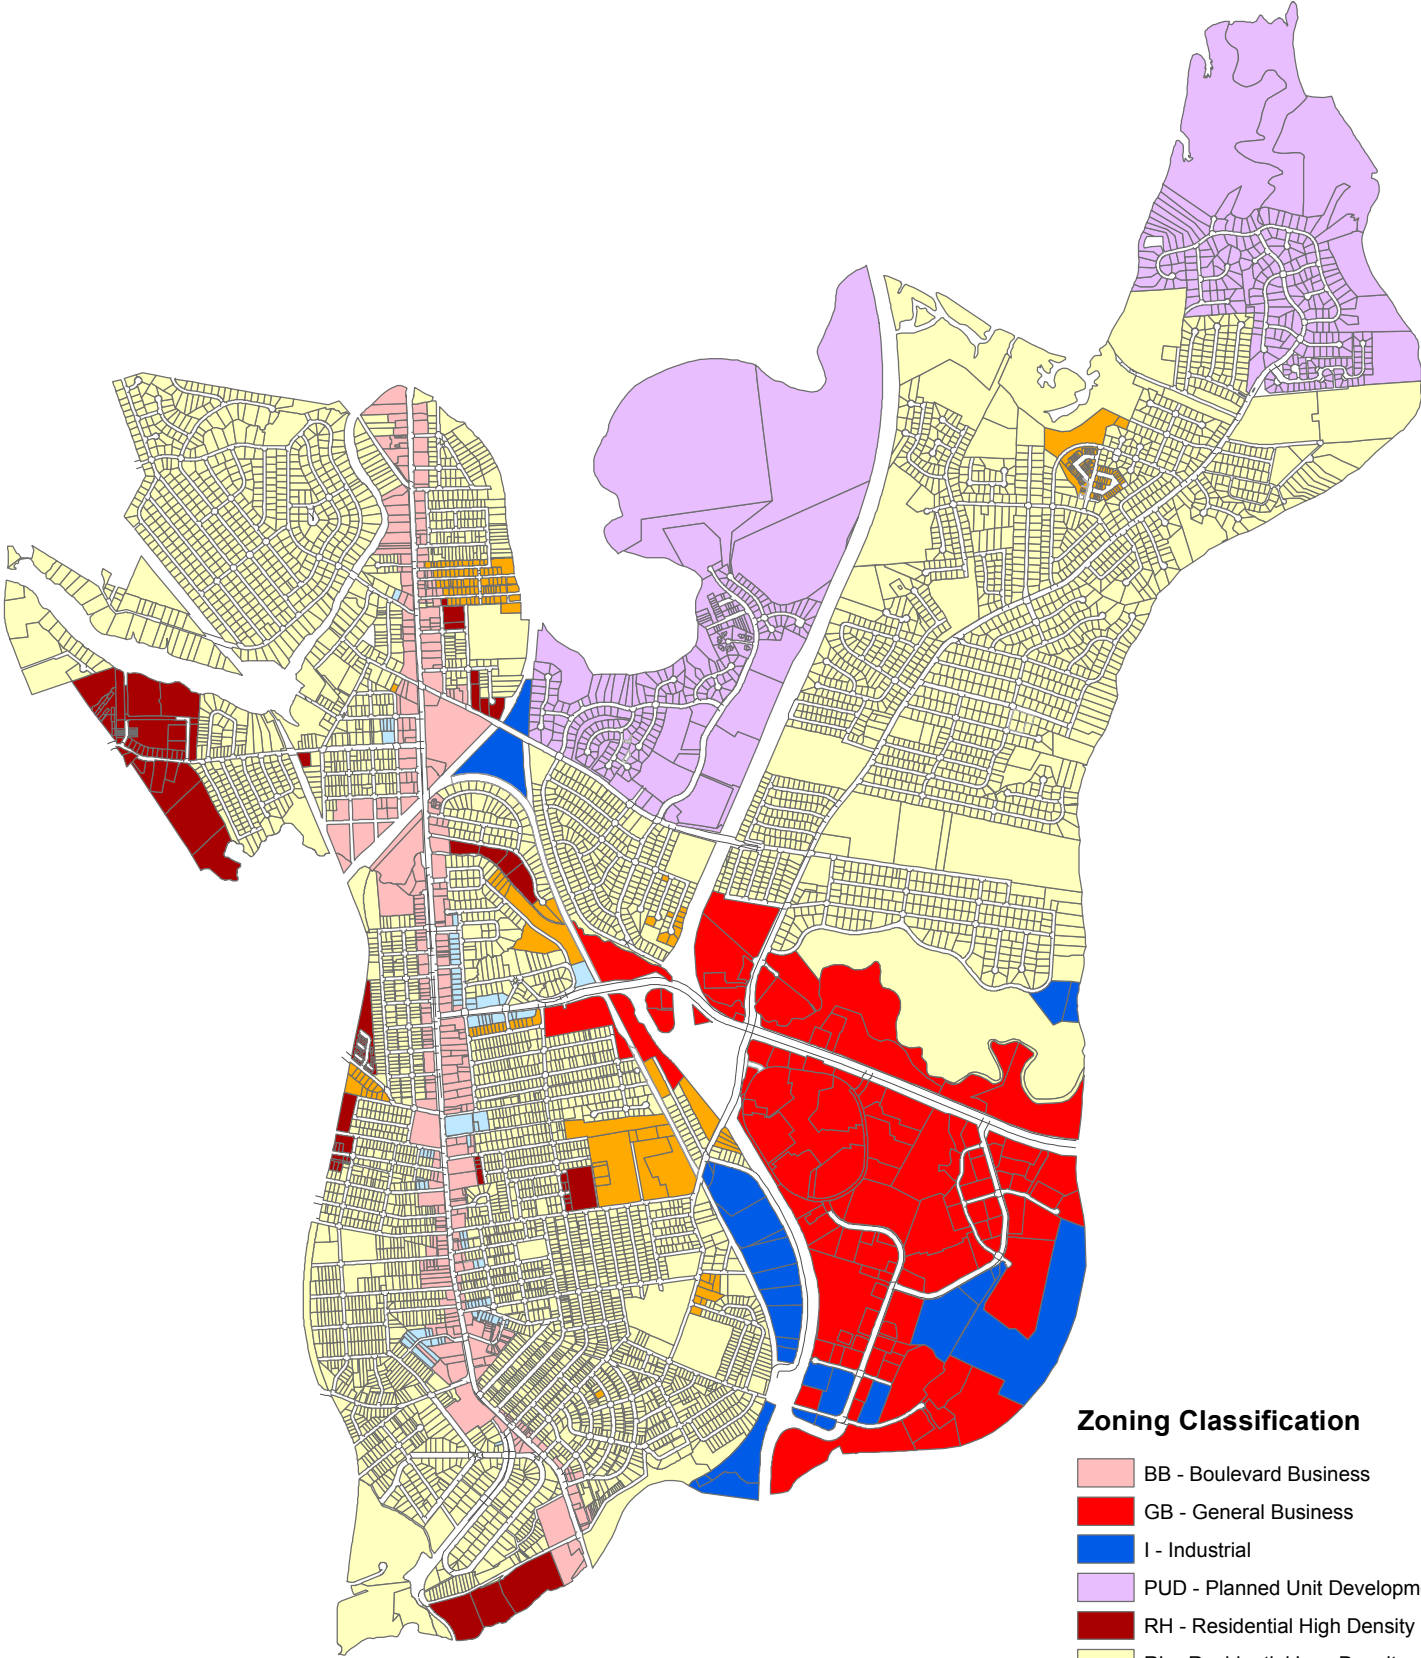 Zoning Classification
BB - Boulevard Business
GB - General Business
I - Industrial
PUD - Planned Unit Developm
RH - Residential High Density